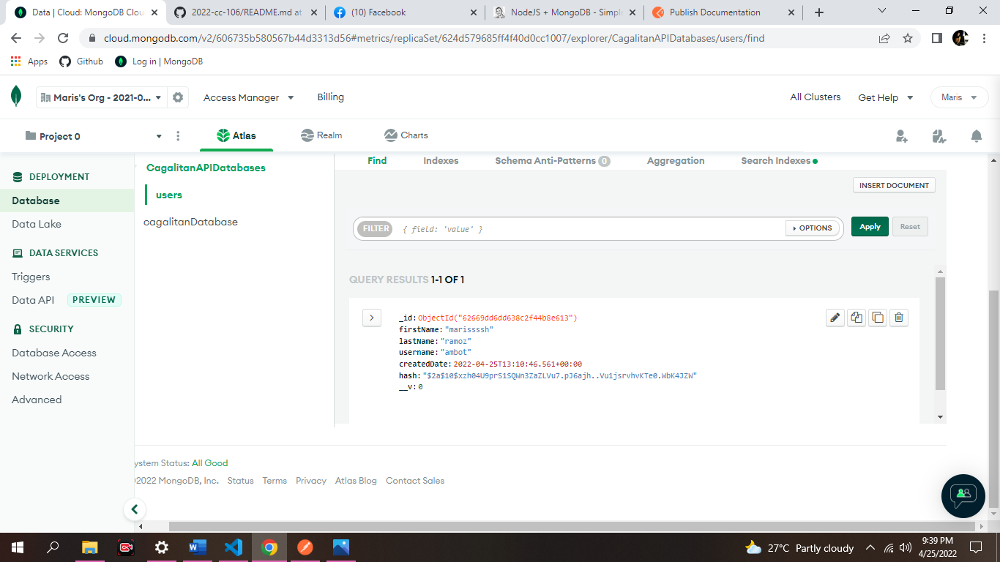 Data | Cloud: MongoDB Clou
2022-cc-106/README.md at
(10) Facebook
NodeJS + MongoDB - Simple
Publish Documentation
cloud.mongodb.com/v2/606735b580567b44d3313d56#metrics/replicaSet/624d579685ff4f40d0cc1007/explorer/CagalitanAPIDatabases/users/find
Apps
Github
Log in | MongoDB
Maris's Org - 2021-0...
Access Manager
Billing
All Clusters
Get Help
Maris
Project 0
Atlas
Realm
Charts
DEPLOYMENT
Database
Data Lake
DATA SERVICES
Triggers
Data API PREVIEW
SECURITY
Database Access
Network Access
Advanced
CagalitanAPIDatabases
users
cagalitanDatabase
Find
Indexes
Schema Anti-Patterns 0
Aggregation
Search Indexes
INSERT DOCUMENT
FILTER { field: 'value' }
OPTIONS
Apply
Reset
QUERY RESULTS 1-1 OF 1
_id: ObjectId("62669dd6dd638c2f44b8e613")
firstName: "marissssh"
lastName: "ramoz"
username: "ambot"
createdDate: 2022-04-25T13:10:46.561+00:00
hash: "$2a$10$xzh04U9prS1SQWn3ZaZLVu7.pJ6ajh..Vu1jsrvhvKTe0.WbK4JZW"
__v: 0
ystem Status: All Good
©2022 MongoDB, Inc. Status Terms Privacy Atlas Blog Contact Sales
27°C Partly cloudy
9:39 PM
4/25/2022